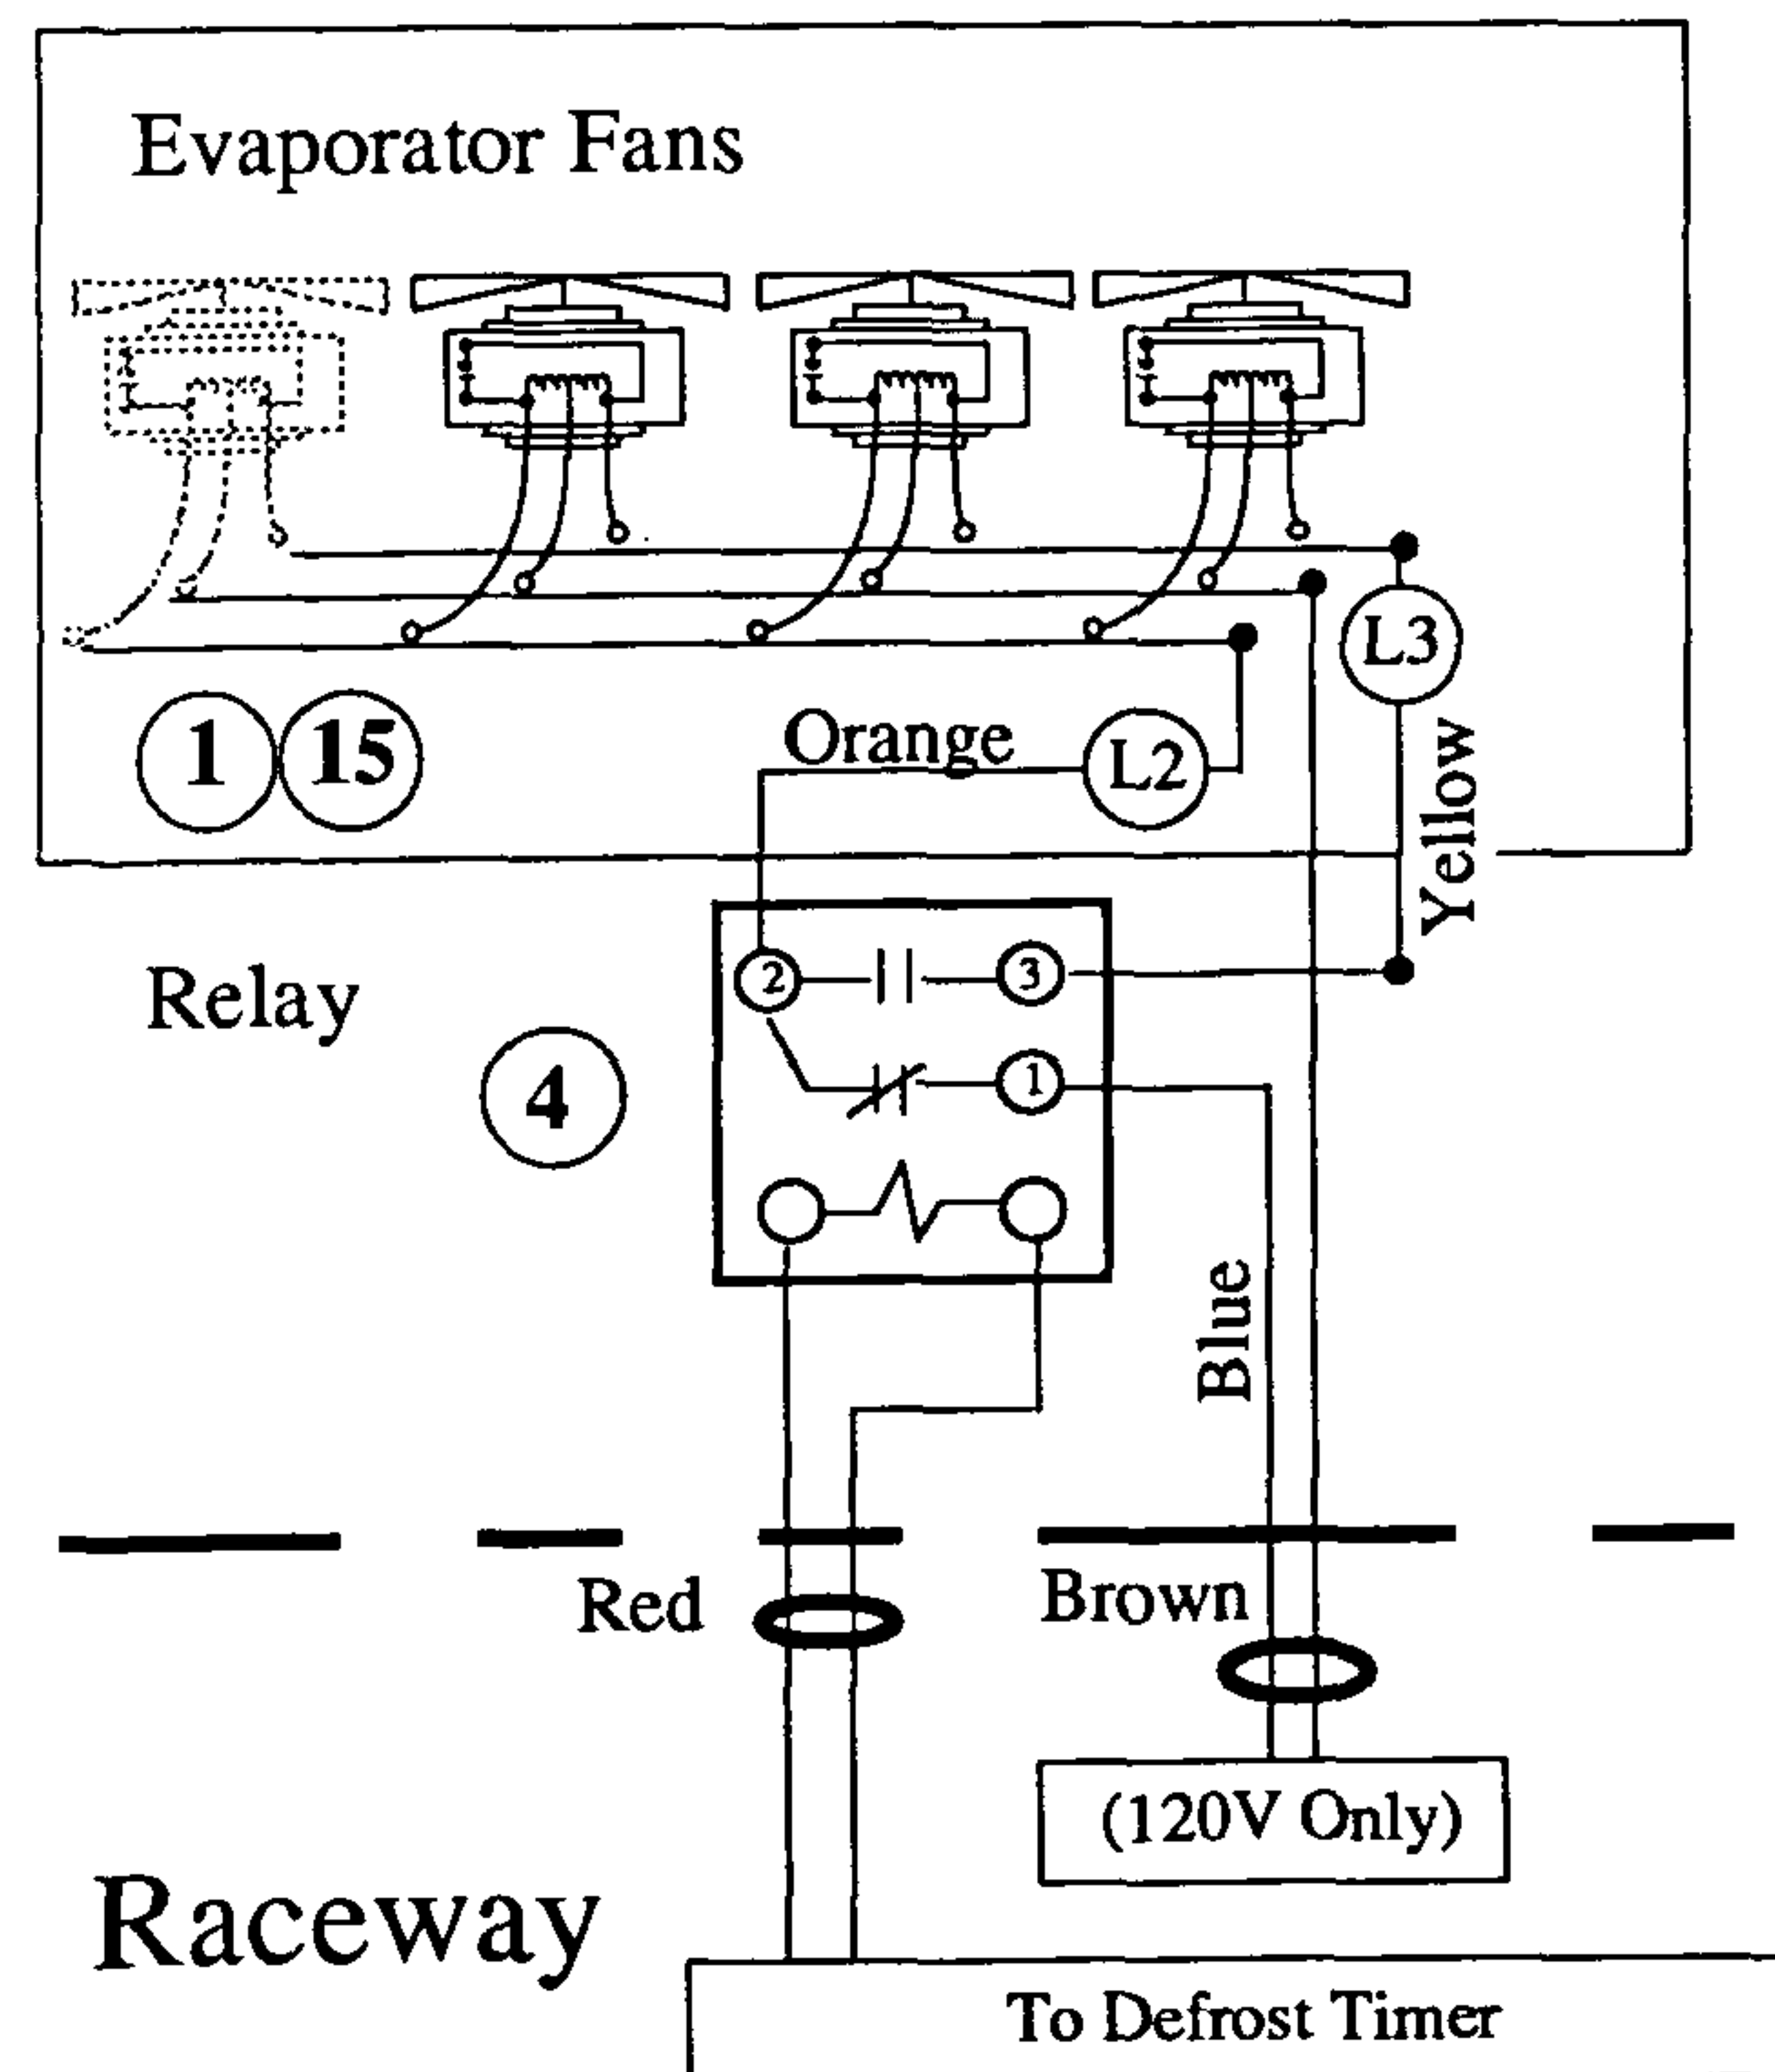 Evaporator Fans
L3
1 15
Orange
L2
Yellow
Relay
2
3
4
1
Blue
Red
Brown
(120V Only)
Raceway
To Defrost Timer